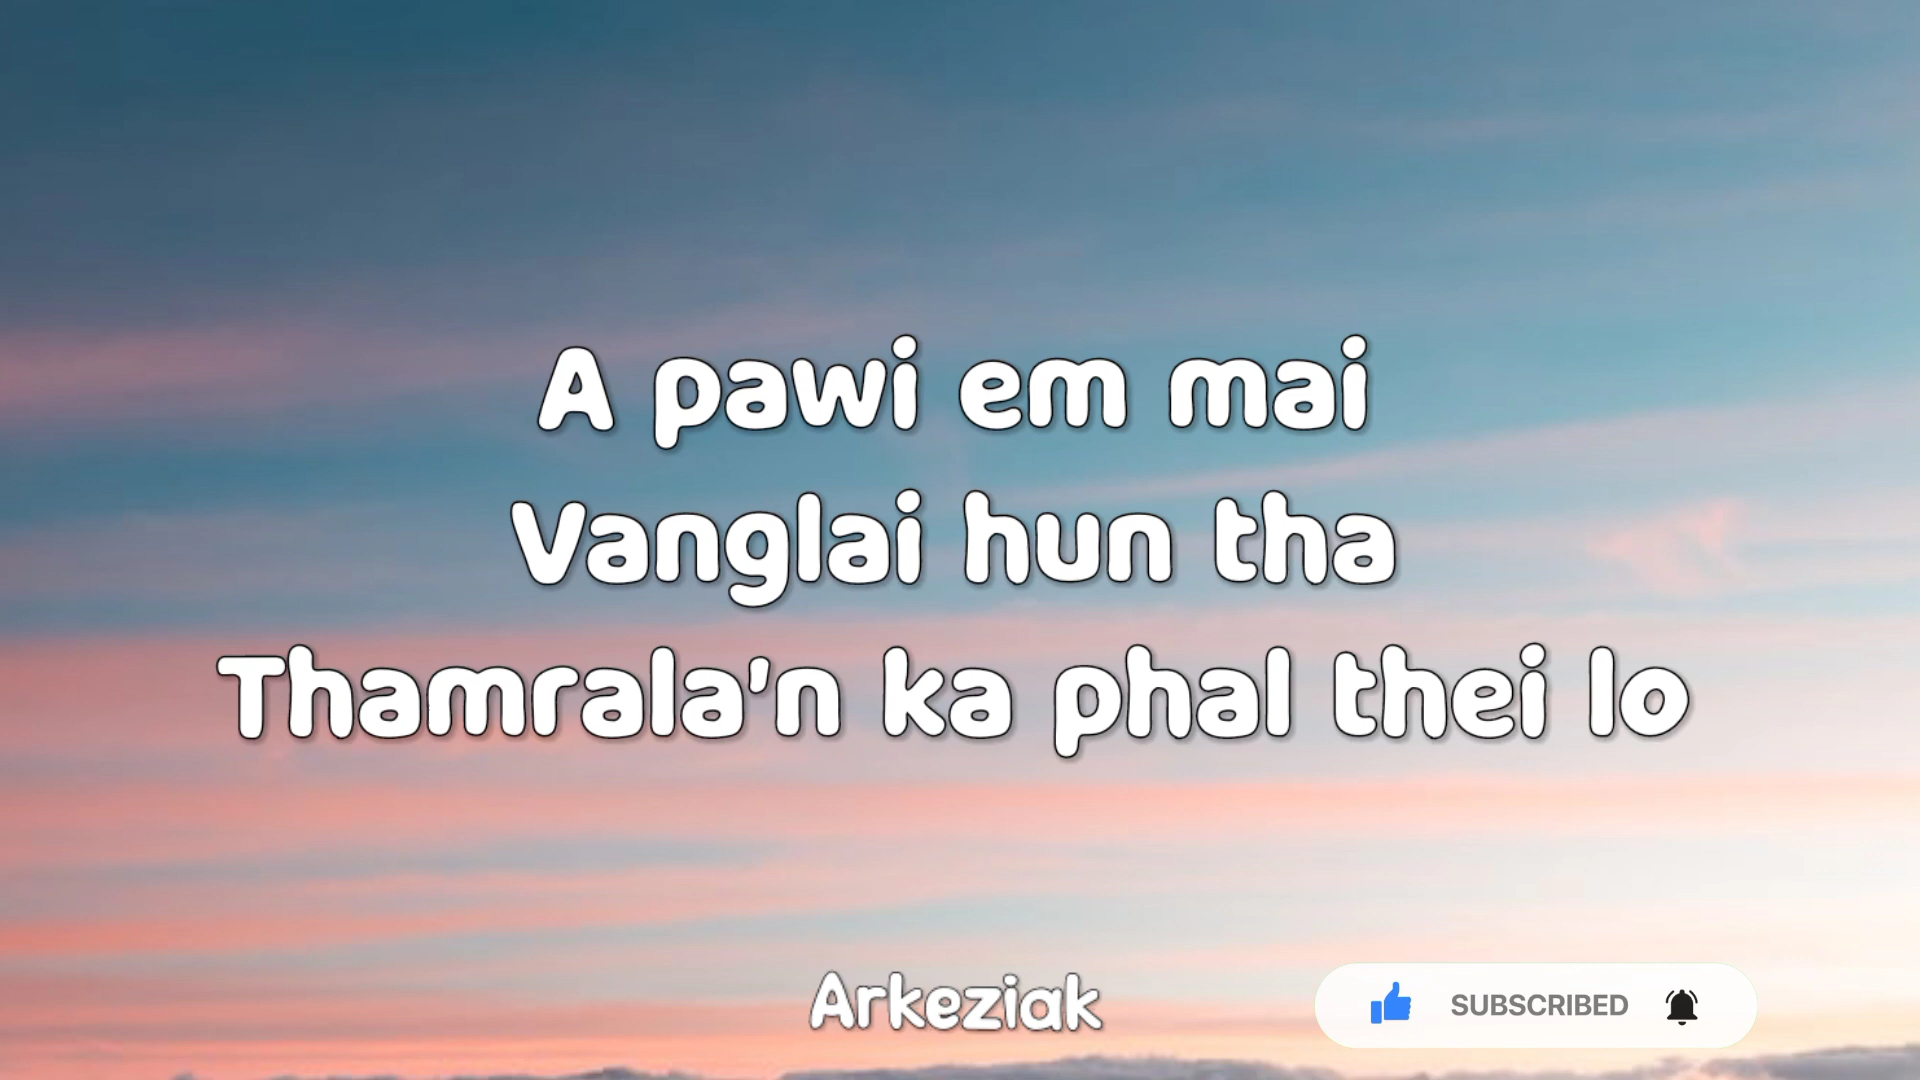 A pawi em mai
Vanglai hun tha
Thamrala'n ka phal thei lo
Arkeziak
SUBSCRIBED